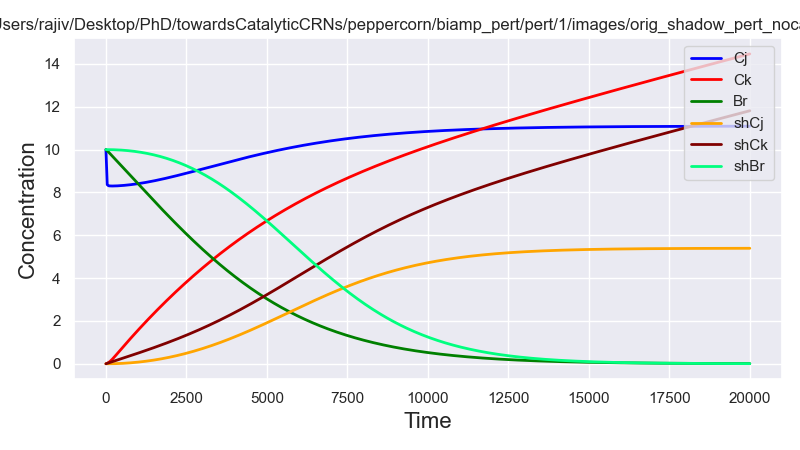 Users/rajiv/Desktop/PhD/towardsCatalyticCRNs/peppercorn/biamp_pert/pert/1/images/orig_shadow_pert_noca
Concentration
14
12
10
8
6
4
2
0
Cj
Ck
Br
shCj
shCk
shBr
0 2500 5000 7500 10000 12500 15000 17500 20000
Time